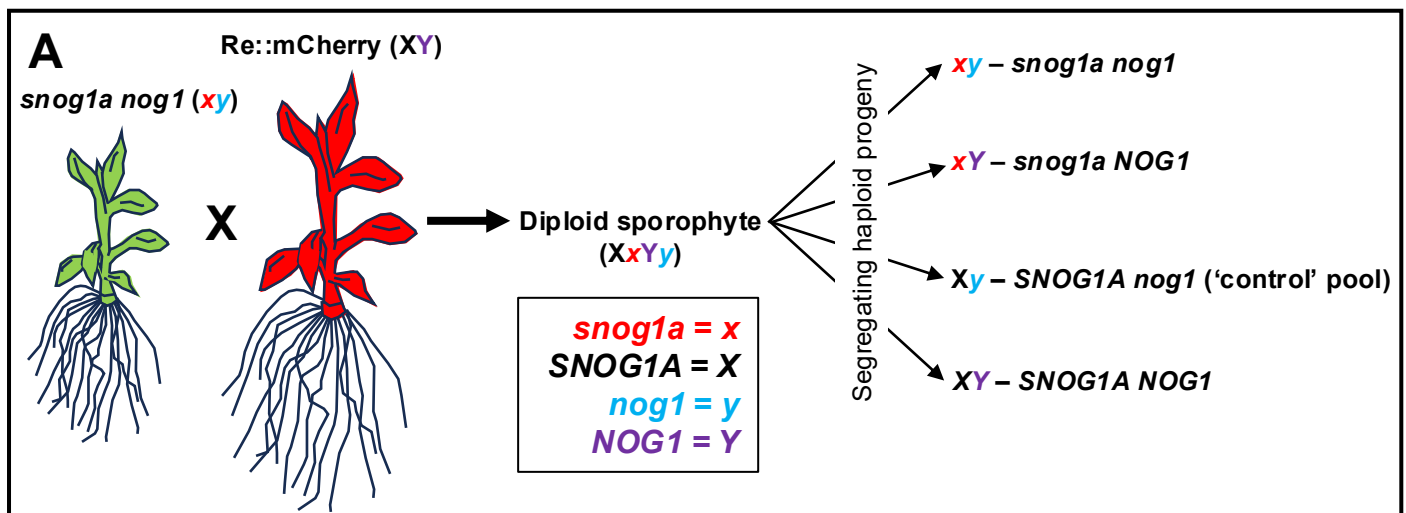 A
Re::mCherry (XY)
snog1a nog1 (xy)
X
Diploid sporophyte
(XxYy)
snog1a = x
SNOG1A = X
nog1 = y
NOG1 = Y
Segregating haploid progeny
xy – snog1a nog1
xY – snog1a NOG1
Xy – SNOG1A nog1 (‘control’ pool)
XY – SNOG1A NOG1